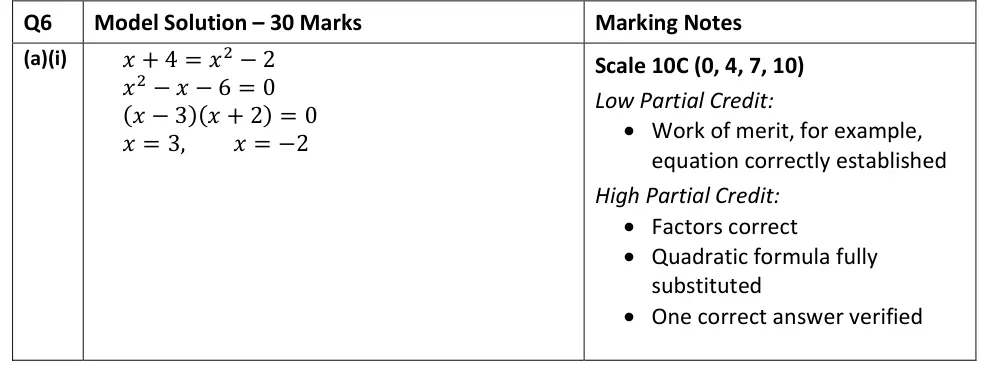 Q6 Model Solution – 30 Marks Marking Notes
(a)(i)
x + 4 = x² − 2
x² − x − 6 = 0
(x − 3)(x + 2) = 0
x = 3, x = −2
Scale 10C (0, 4, 7, 10)
Low Partial Credit:
• Work of merit, for example,
equation correctly established
High Partial Credit:
• Factors correct
• Quadratic formula fully
substituted
• One correct answer verified